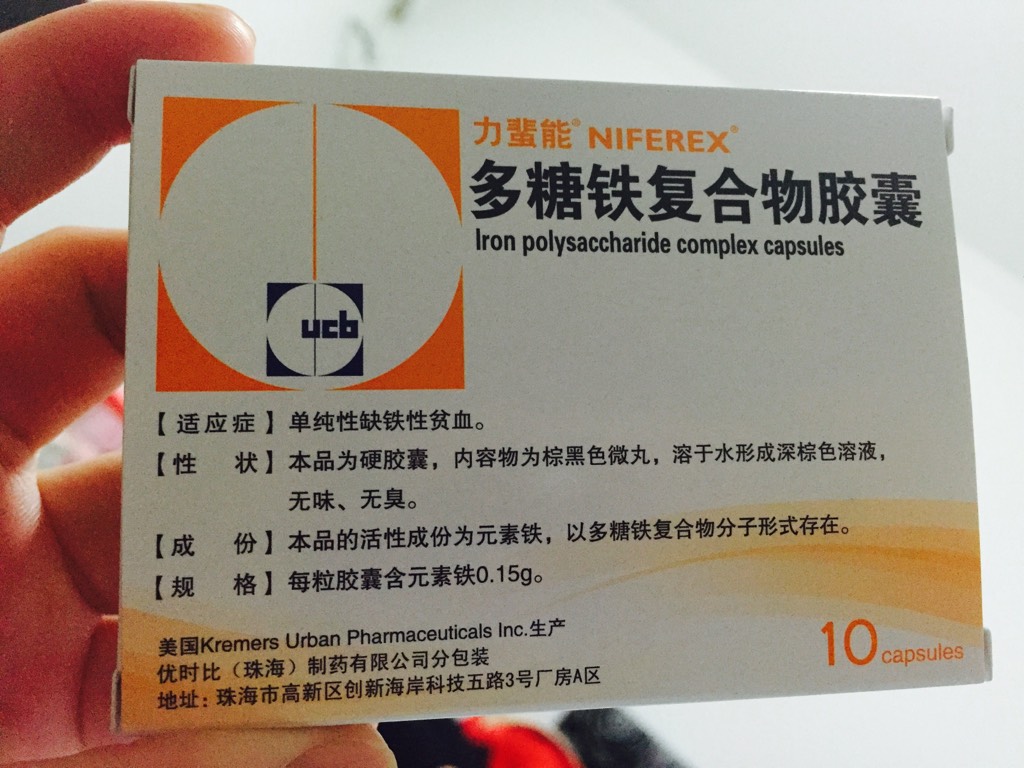 力蜚能® NIFEREX®
多糖铁复合物胶囊
Iron polysaccharide complex capsules
ucb
【适应症】单纯性缺铁性贫血。
【性 状】本品为硬胶囊，内容物为棕黑色微丸，溶于水形成深棕色溶液，
无味、无臭。
【成 份】本品的活性成份为元素铁，以多糖铁复合物分子形式存在。
【规 格】每粒胶囊含元素铁0.15g。
美国Kremers Urban Pharmaceuticals Inc.生产
优时比（珠海）制药有限公司分包装
地址：珠海市高新区创新海岸科技五路3号厂房A区
10 capsules